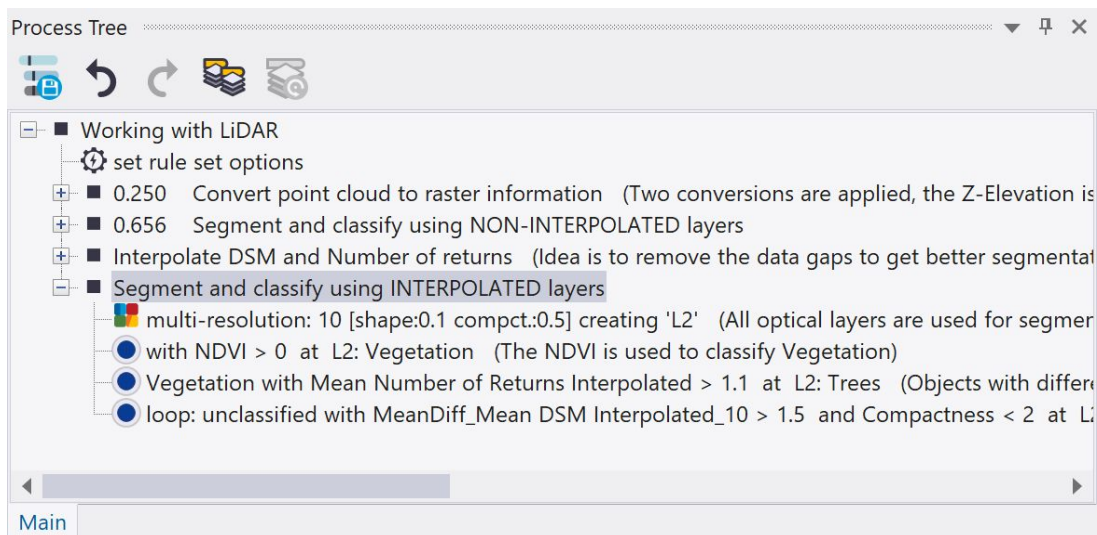 Process Tree
Working with LiDAR
set rule set options
0.250 Convert point cloud to raster information (Two conversions are applied, the Z-Elevation is
0.656 Segment and classify using NON-INTERPOLATED layers
Interpolate DSM and Number of returns (Idea is to remove the data gaps to get better segmentat
Segment and classify using INTERPOLATED layers
multi-resolution: 10 [shape:0.1 compct.:0.5] creating 'L2' (All optical layers are used for segmer
with NDVI > 0 at L2: Vegetation (The NDVI is used to classify Vegetation)
Vegetation with Mean Number of Returns Interpolated > 1.1 at L2: Trees (Objects with differe
loop: unclassified with MeanDiff_Mean DSM Interpolated_10 > 1.5 and Compactness < 2 at L2
Main